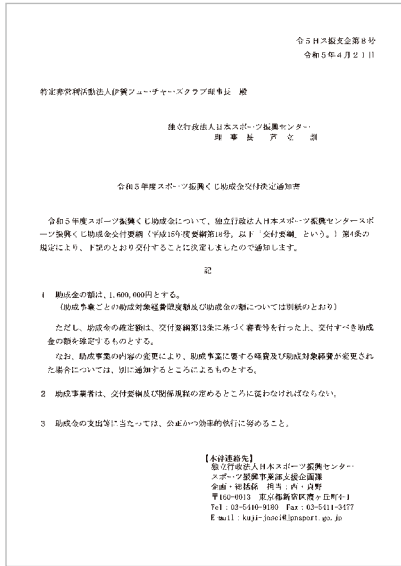 令和5年4月21日
特定非営利活動法人伊賀フューチャーズクラブ理事長 殿
独立行政法人日本スポーツ振興センター
理 事 長 芦 立 訓
令和5年度スポーツ振興くじ助成金交付決定通知書
令和5年度スポーツ振興くじ助成金について、独立行政法人日本スポーツ振興センタースポ
ーツ振興くじ助成金交付要綱（平成15年度要綱第18号。以下「交付要綱」という。）第4条の
規定により、下記のとおり交付することに決定しましたので通知します。
記
1 助成金の額は、1,600,000円とする。
（助成事業ごとの助成対象経費限度額及び助成金の額については別紙のとおり）
ただし、助成金の確定額は、交付要綱第13条に基づく審査等を行った上、交付すべき助成
金の額を確定するものとする。
なお、助成事業の内容の変更により、助成事業に要する経費及び助成対象経費が変更され
た場合については、別に通知するところによるものとする。
2 助成事業者は、交付要綱及び関係規程の定めるところに従わなければならない。
3 助成金の支出等に当たっては、公正かつ効率的執行に努めること。
【本件連絡先】
独立行政法人日本スポーツ振興センター
スポーツ振興事業部支援企画課
企画・総括係 担当：西・貞野
〒160-0013 東京都新宿区霞ヶ丘町4-1
Tel：03-5410-9180 Fax：03-5411-3477
E-mail：kuji-josei@jpnsport.go.jp